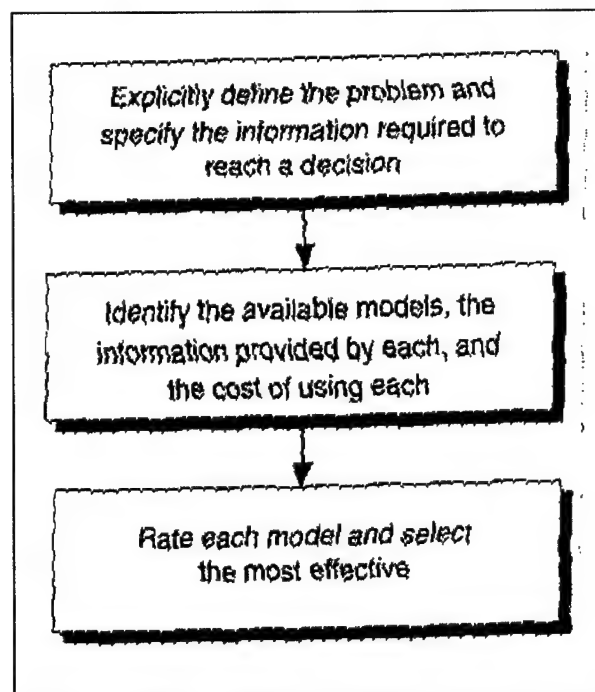 Explicitly define the problem and
specify the information required to
reach a decision
Identify the available models, the
information provided by each, and
the cost of using each
Rate each model and select
the most effective